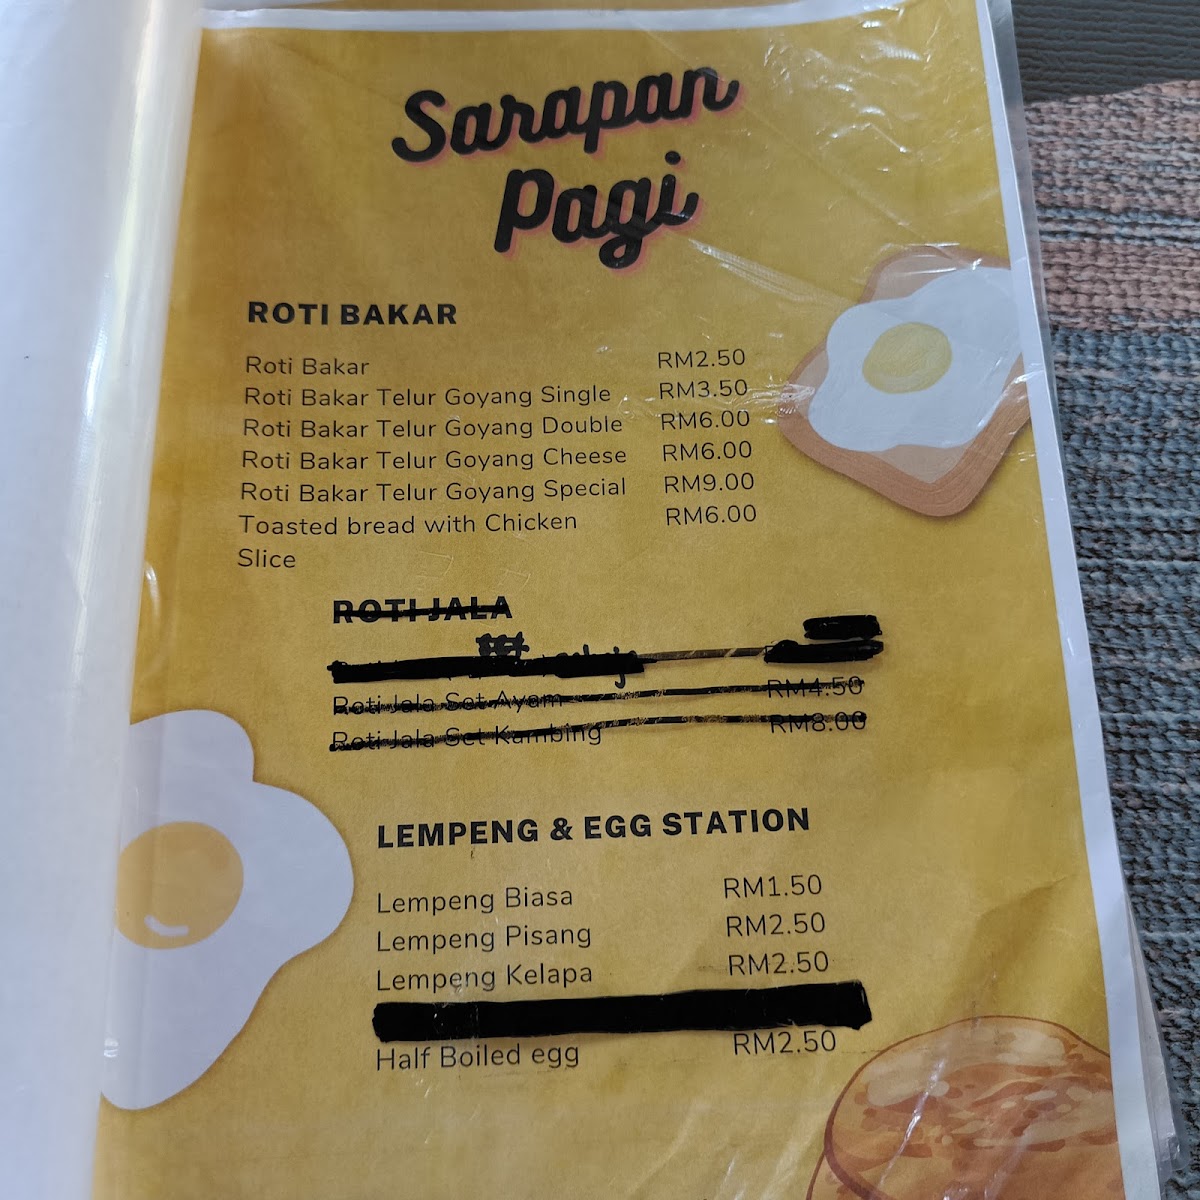 Sarapan
Pagi
ROTI BAKAR
Roti Bakar RM2.50
Roti Bakar Telur Goyang Single RM3.50
Roti Bakar Telur Goyang Double RM6.00
Roti Bakar Telur Goyang Cheese RM6.00
Roti Bakar Telur Goyang Special RM9.00
Toasted bread with Chicken RM6.00
Slice
ROTI JALA
Roti Jala Set Ayam RM4.50
Roti Jala Set Kambing RM8.00
LEMPENG & EGG STATION
Lempeng Biasa RM1.50
Lempeng Pisang RM2.50
Lempeng Kelapa RM2.50
Half Boiled egg RM2.50